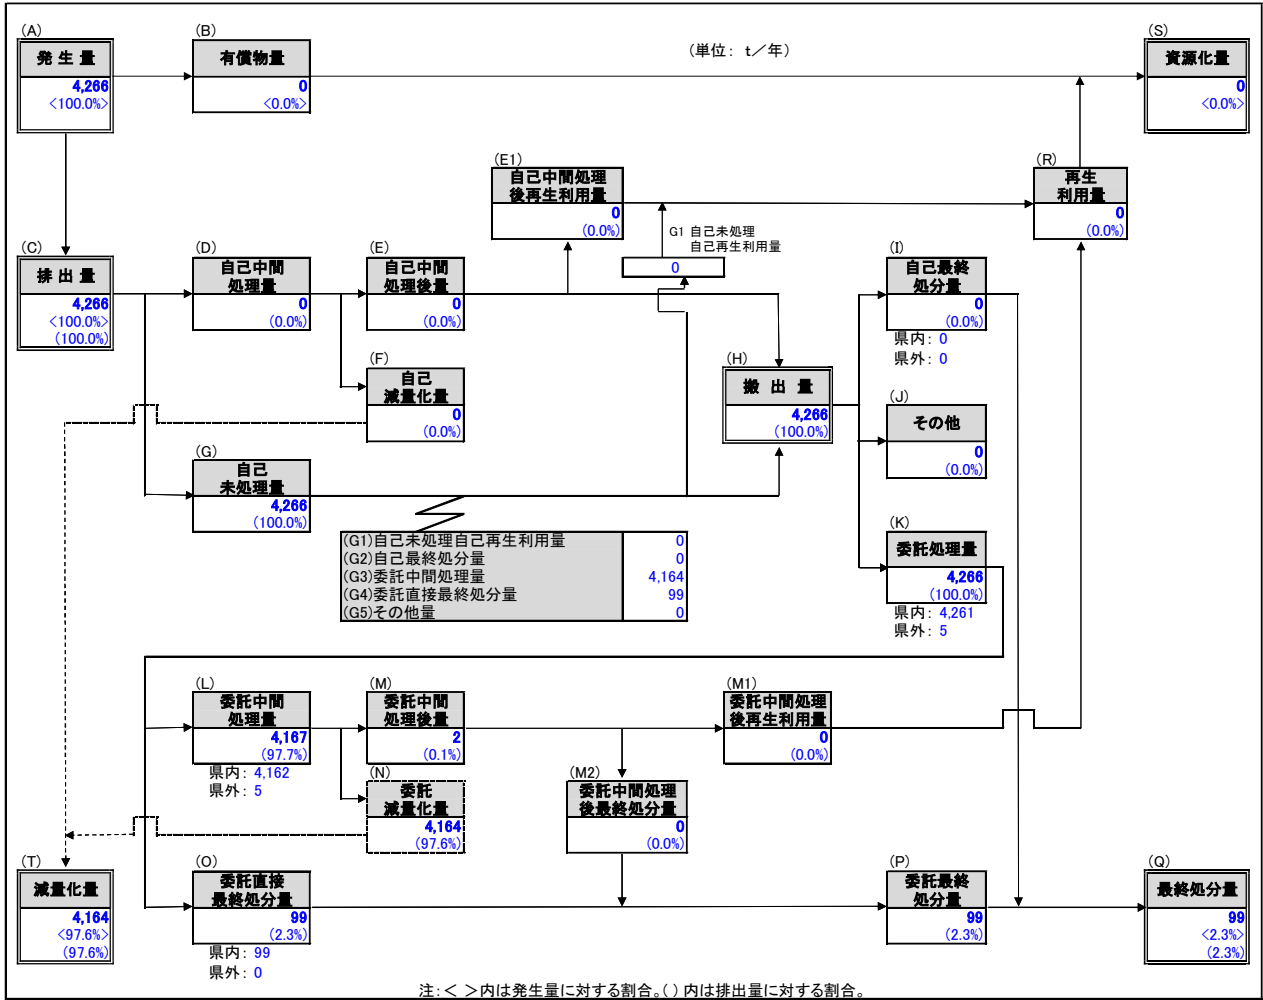 (A)
発生量
4,266
<100.0%>
(B)
有償物量
0
<0.0%>
(単位： t／年)
(S)
資源化量
0
<0.0%>
(E1)
自己中間処理
後再生利用量
0
(0.0%)
(R)
再生
利用量
0
(0.0%)
G1 自己未処理
自己再生利用量
0
(C)
排出量
4,266
<100.0%>
(100.0%)
(D)
自己中間
処理量
0
(0.0%)
(E)
自己中間
処理後量
0
(0.0%)
(I)
自己最終
処分量
0
(0.0%)
県内： 0
県外： 0
(F)
自己
減量化量
0
(0.0%)
(H)
搬出量
4,266
(100.0%)
(J)
その他
0
(0.0%)
(G)
自己
未処理量
4,266
(100.0%)
(G1)自己未処理自己再生利用量 0
(G2)自己最終処分量 0
(G3)委託中間処理量 4,164
(G4)委託直接最終処分量 99
(G5)その他量 0
(K)
委託処理量
4,266
(100.0%)
県内： 4,261
県外： 5
(L)
委託中間
処理量
4,167
(97.7%)
県内： 4,162
県外： 5
(M)
委託中間
処理後量
2
(0.1%)
(M1)
委託中間処理
後再生利用量
0
(0.0%)
(N)
委託
減量化量
4,164
(97.6%)
(M2)
委託中間処理
後最終処分量
0
(0.0%)
(T)
減量化量
4,164
<97.6%>
(97.6%)
(O)
委託直接
最終処分量
99
(2.3%)
県内： 99
県外： 0
(P)
委託最終
処分量
99
(2.3%)
(Q)
最終処分量
99
<2.3%>
(2.3%)
注：< >内は発生量に対する割合。( )内は排出量に対する割合。